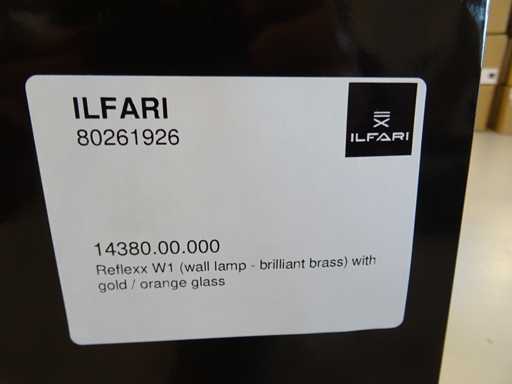 ILFARI
80261926
ILFARI
14380.00.000
Reflexx W1 (wall lamp - brilliant brass) with
gold / orange glass